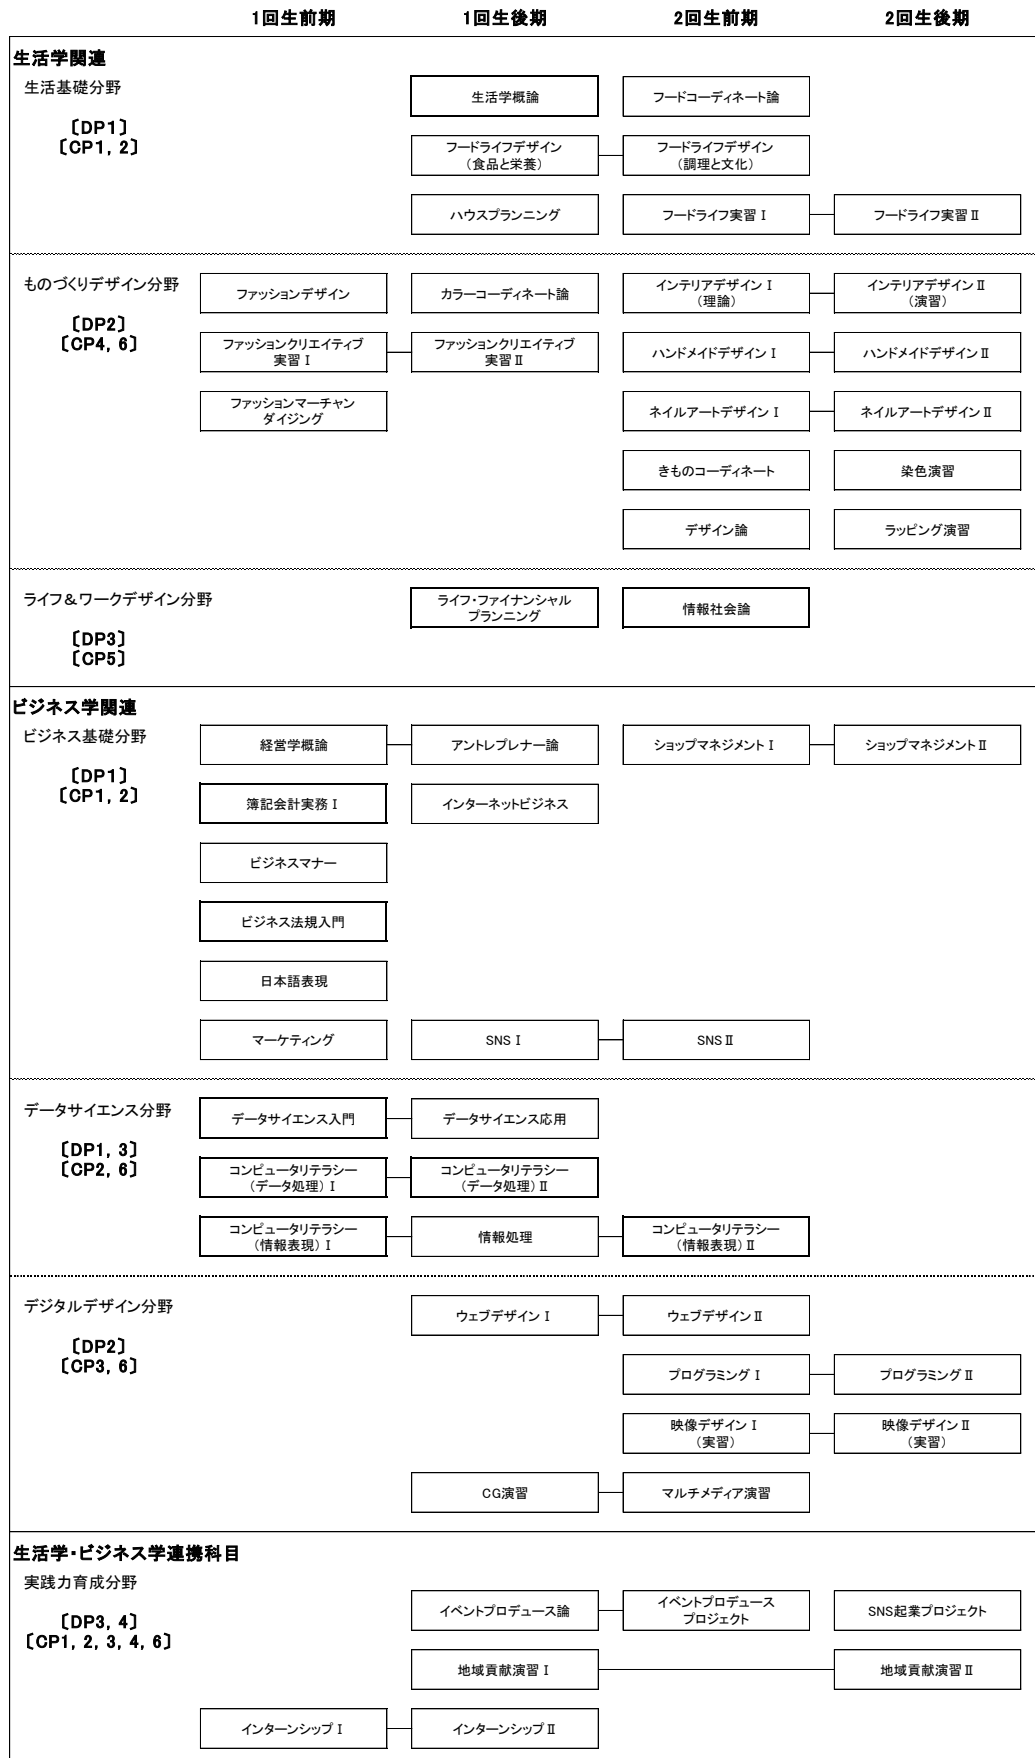 1回生前期 1回生後期 2回生前期 2回生後期
生活学関連
生活基礎分野
〔DP1〕
〔CP1, 2〕
生活学概論 フードコーディネート論
フードライフデザイン
（食品と栄養） フードライフデザイン
（調理と文化）
ハウスプランニング フードライフ実習Ⅰ フードライフ実習Ⅱ
ものづくりデザイン分野
〔DP2〕
〔CP4, 6〕
ファッションデザイン カラーコーディネート論 インテリアデザインⅠ
（理論） インテリアデザインⅡ
（演習）
ファッションクリエイティブ
実習Ⅰ ファッションクリエイティブ
実習Ⅱ ハンドメイドデザインⅠ ハンドメイドデザインⅡ
ファッションマーチャン
ダイジング ネイルアートデザインⅠ ネイルアートデザインⅡ
きものコーディネート 染色演習
デザイン論 ラッピング演習
ライフ＆ワークデザイン分野
〔DP3〕
〔CP5〕
ライフ・ファイナンシャル
プランニング 情報社会論
ビジネス学関連
ビジネス基礎分野
〔DP1〕
〔CP1, 2〕
経営学概論 アントレプレナー論 ショップマネジメントⅠ ショップマネジメントⅡ
簿記会計実務Ⅰ インターネットビジネス
ビジネスマナー
ビジネス法規入門
日本語表現
マーケティング SNSⅠ SNSⅡ
データサイエンス分野
〔DP1, 3〕
〔CP2, 6〕
データサイエンス入門 データサイエンス応用
コンピュータリテラシー
（データ処理）Ⅰ コンピュータリテラシー
（データ処理）Ⅱ
コンピュータリテラシー
（情報表現）Ⅰ 情報処理 コンピュータリテラシー
（情報表現）Ⅱ
デジタルデザイン分野
〔DP2〕
〔CP3, 6〕
ウェブデザインⅠ ウェブデザインⅡ
プログラミングⅠ プログラミングⅡ
映像デザインⅠ
（実習） 映像デザインⅡ
（実習）
CG演習 マルチメディア演習
生活学・ビジネス学連携科目
実践力育成分野
〔DP3, 4〕
〔CP1, 2, 3, 4, 6〕
イベントプロデュース論 イベントプロデュース
プロジェクト SNS起業プロジェクト
地域貢献演習Ⅰ 地域貢献演習Ⅱ
インターンシップⅠ インターンシップⅡ